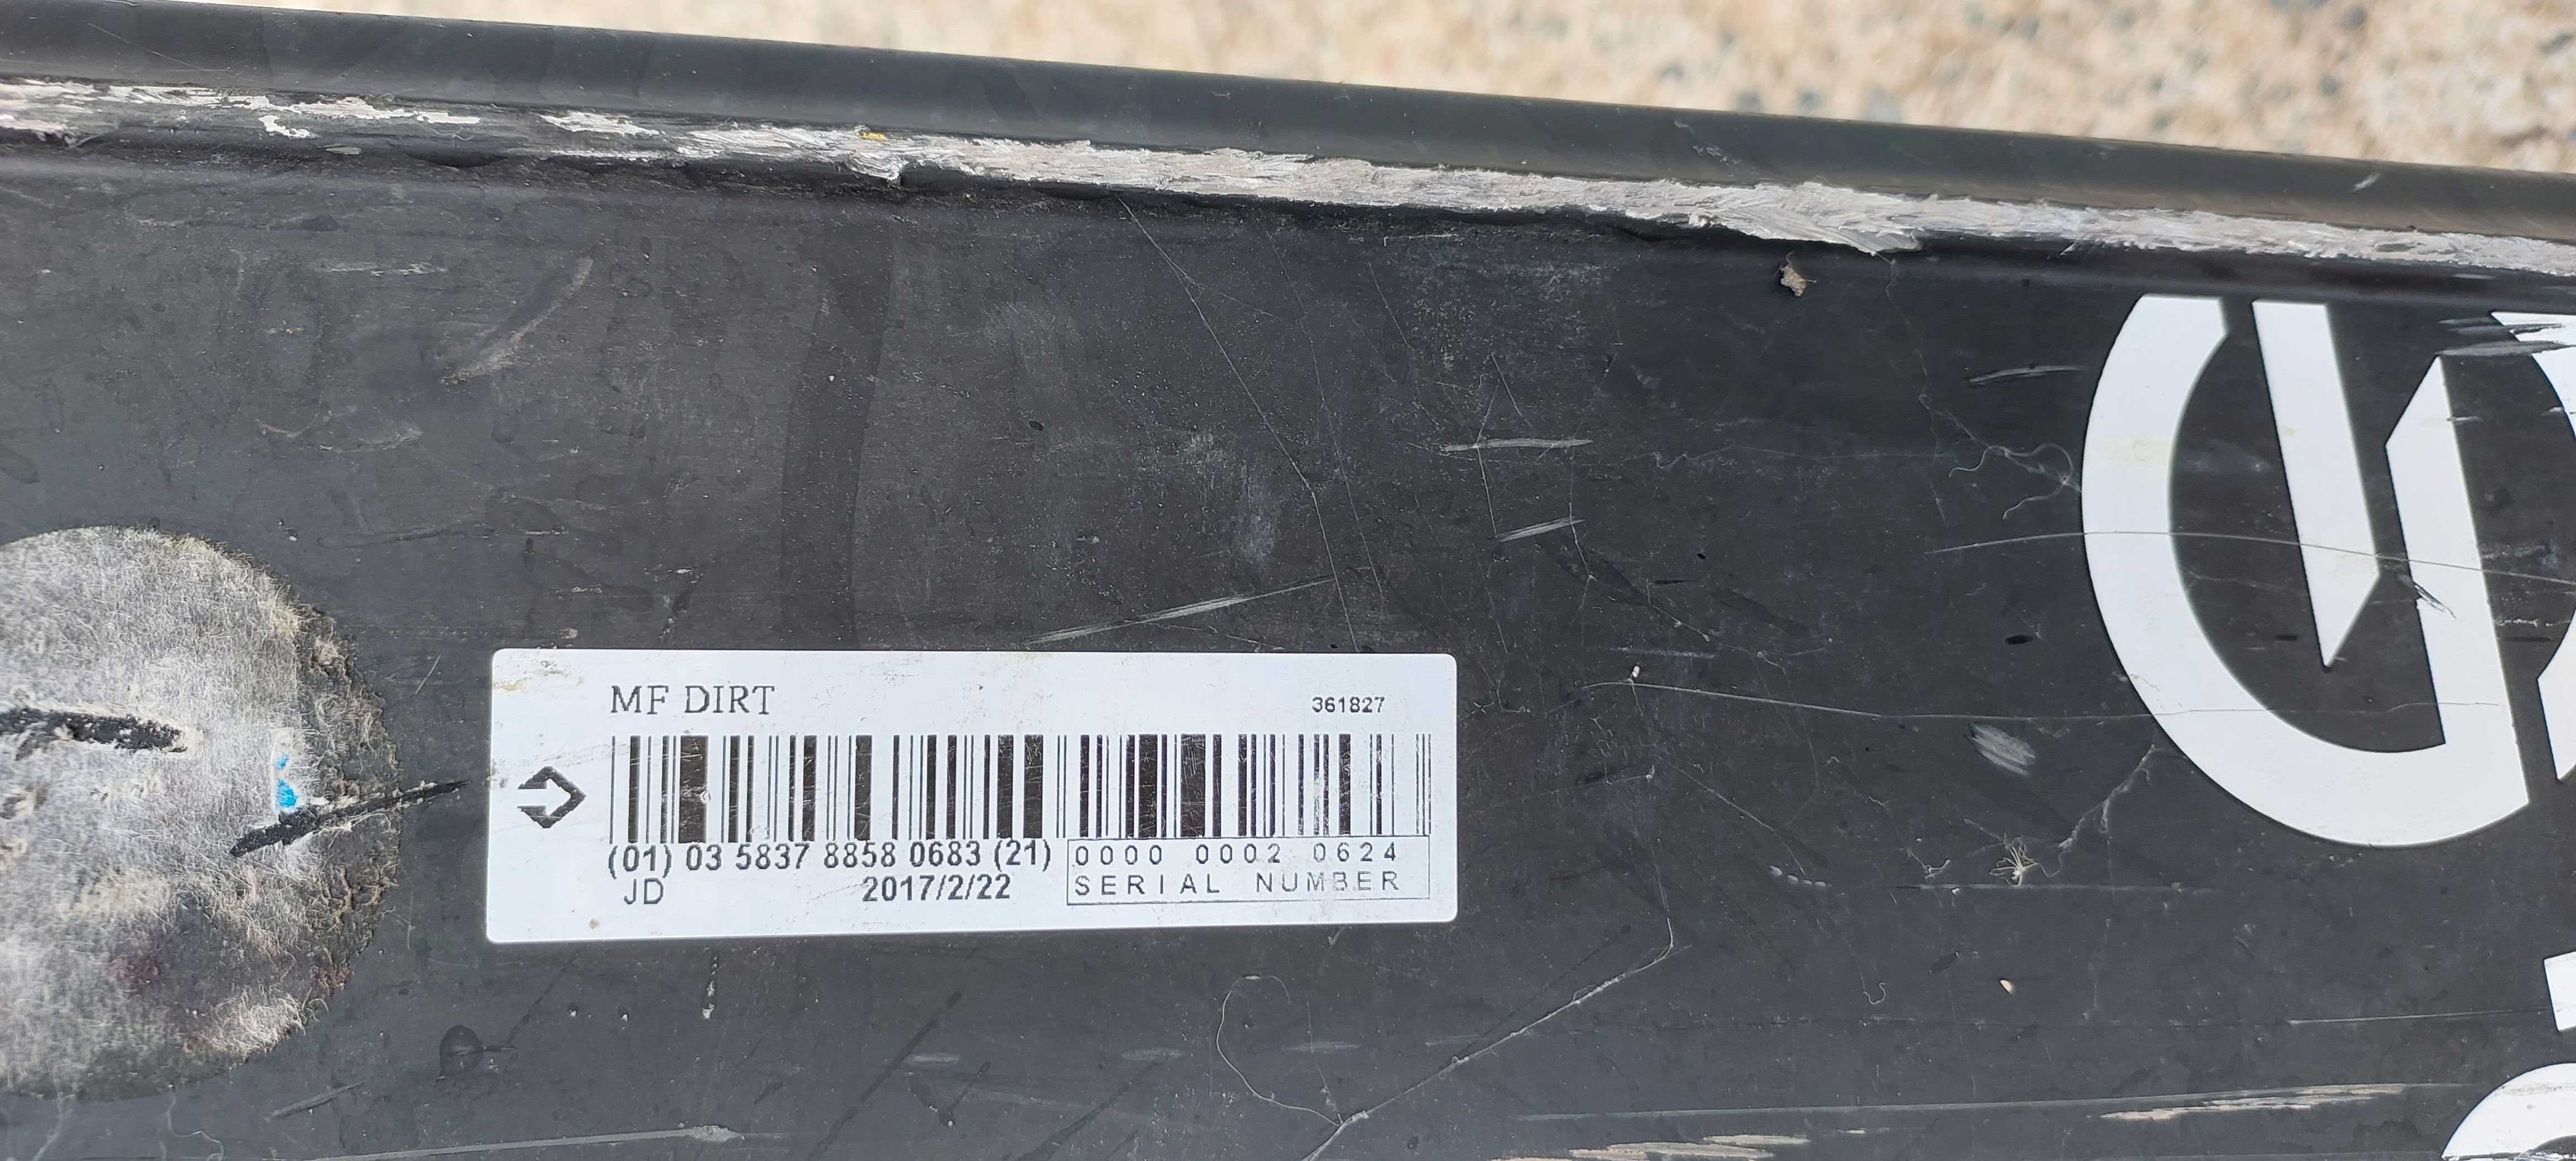 MF DIRT
361827
(01) 03 5837 8858 0683 (21)
0000 0002 0624
JD
2017/2/22
SERIAL NUMBER